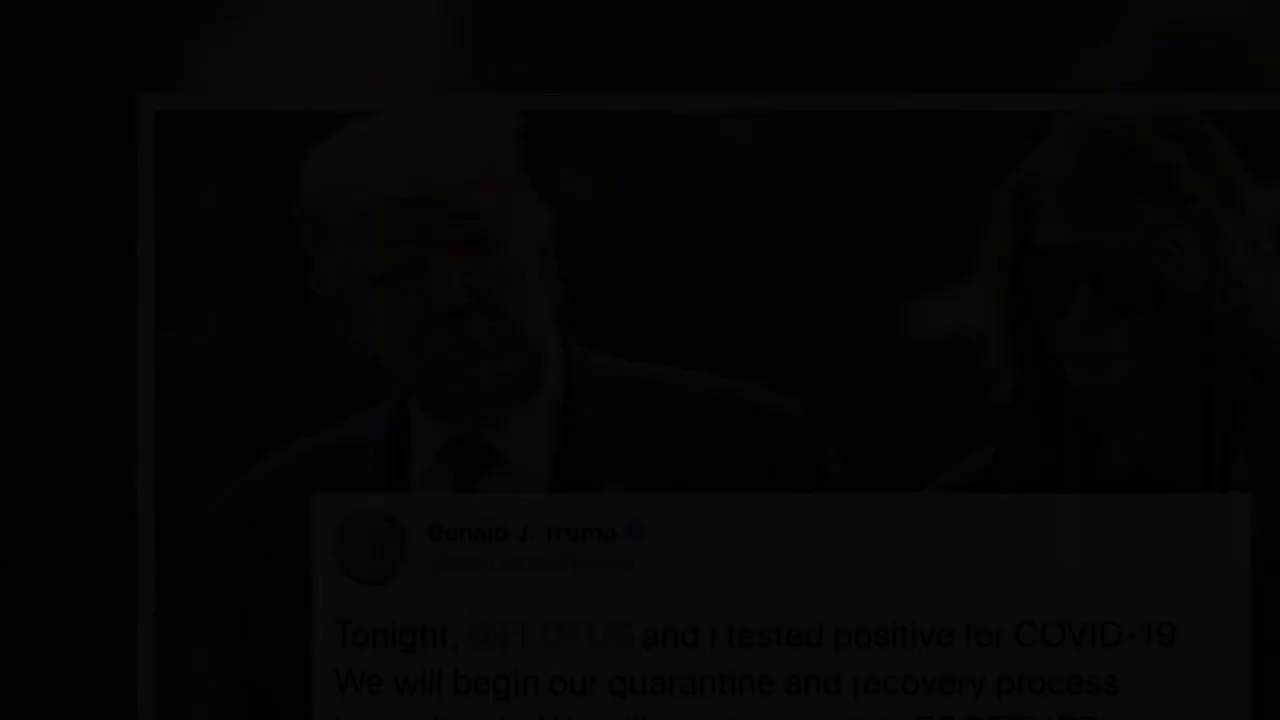 Donald J. Trump
Tonight, @FLOTUS and I tested positive for COVID-19.
We will begin our quarantine and recovery process